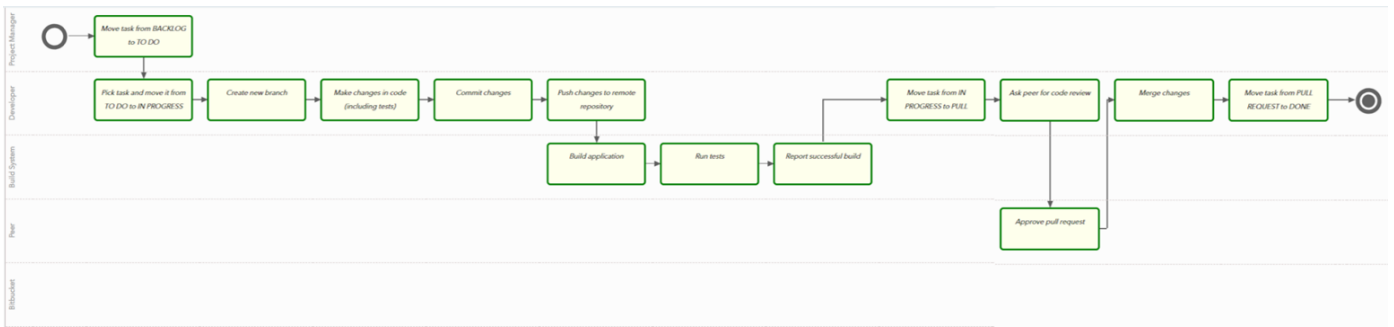 Project Manager
Move task from BACKLOG
to TO DO
Developer
Pick task and move it from
TO DO to IN PROGRESS
Create new branch
Make changes in code
(including tests)
Commit changes
Push changes to remote
repository
Move task from IN
PROGRESS to PULL
Ask peer for code review
Merge changes
Move task from PULL
REQUEST to DONE
Build System
Build application
Run tests
Report successful build
Peer
Approve pull request
Bitbucket